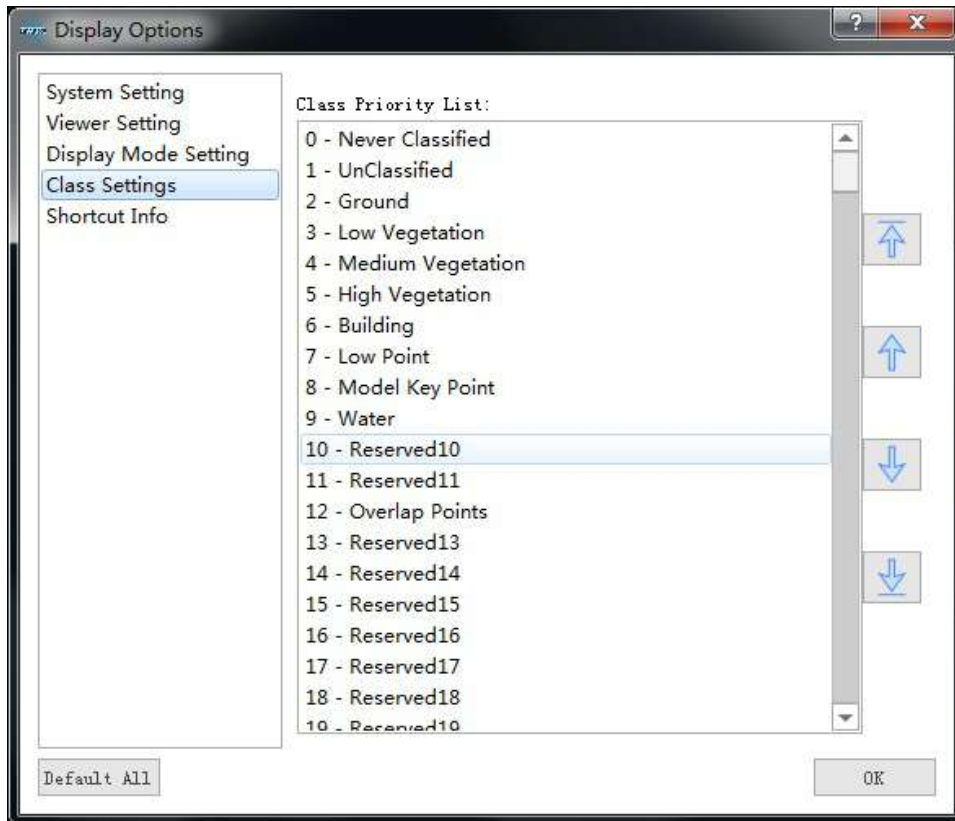 Display Options
?
System Setting
Viewer Setting
Display Mode Setting
Class Settings
Shortcut Info
Class Priority List:
0 - Never Classified
1 - UnClassified
2 - Ground
3 - Low Vegetation
4 - Medium Vegetation
5 - High Vegetation
6 - Building
7 - Low Point
8 - Model Key Point
9 - Water
10 - Reserved10
11 - Reserved11
12 - Overlap Points
13 - Reserved13
14 - Reserved14
15 - Reserved15
16 - Reserved16
17 - Reserved17
18 - Reserved18
19 - Reserved19
Default All
OK